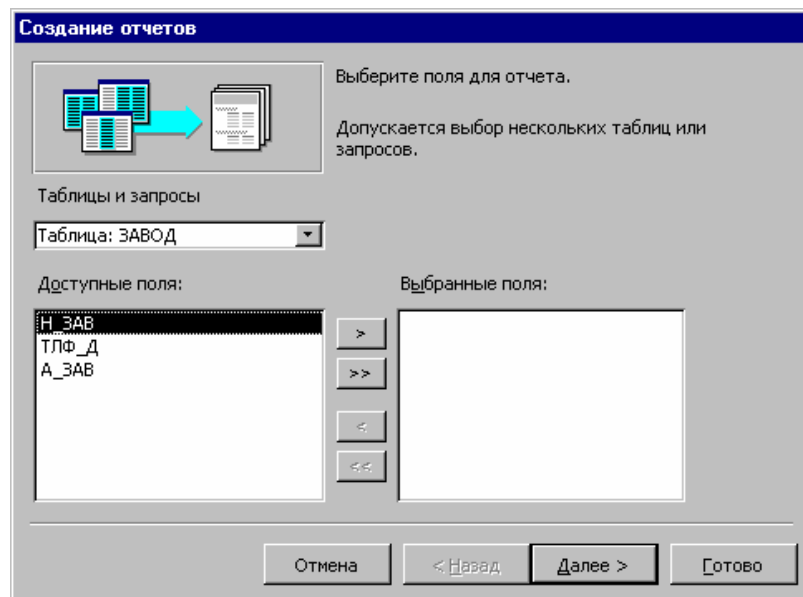 Создание отчетов
Выберите поля для отчета.
Допускается выбор нескольких таблиц или
запросов.
Таблицы и запросы
Таблица: ЗАВОД
Доступные поля:
Выбранные поля:
Н_ЗАВ
ТЛФ_Д
А_ЗАВ
>
>>
<
<<
Отмена
< Назад
Далее >
Готово